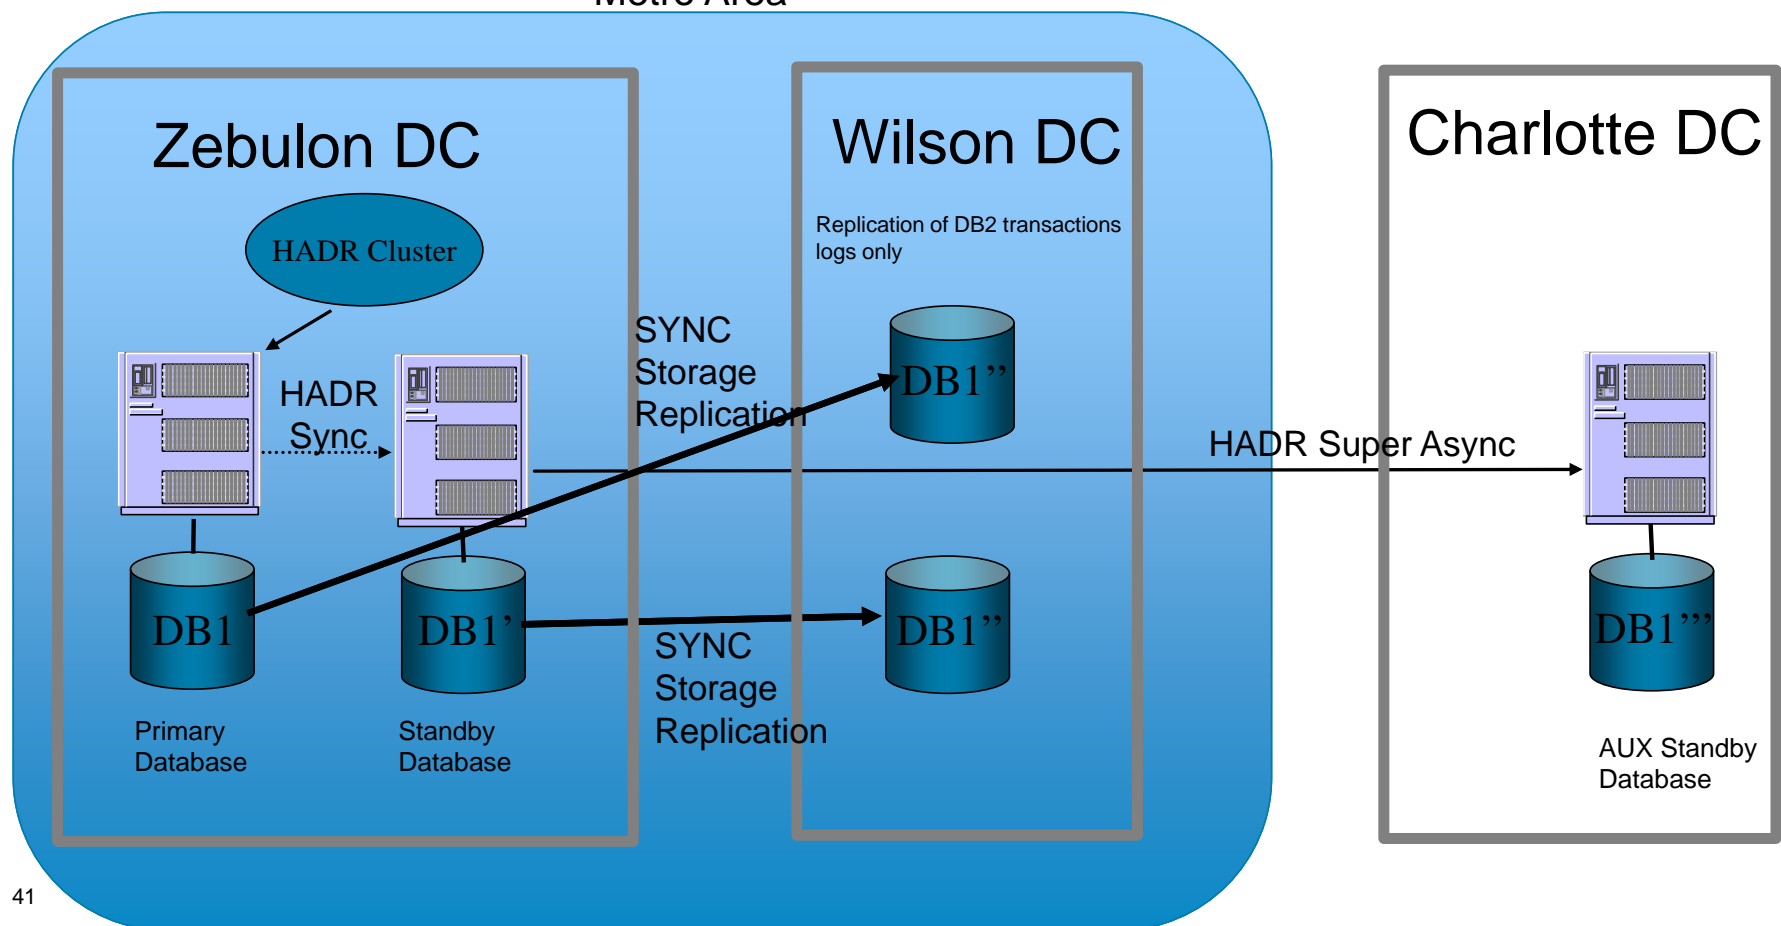 Metro Area
Zebulon DC
Wilson DC
Charlotte DC
HADR Cluster
Replication of DB2 transactions
logs only
HADR
Sync
SYNC
Storage
Replication
DB1”
HADR Super Async
DB1
DB1’
SYNC
Storage
Replication
DB1”
DB1”’
Primary
Database
Standby
Database
AUX Standby
Database
41